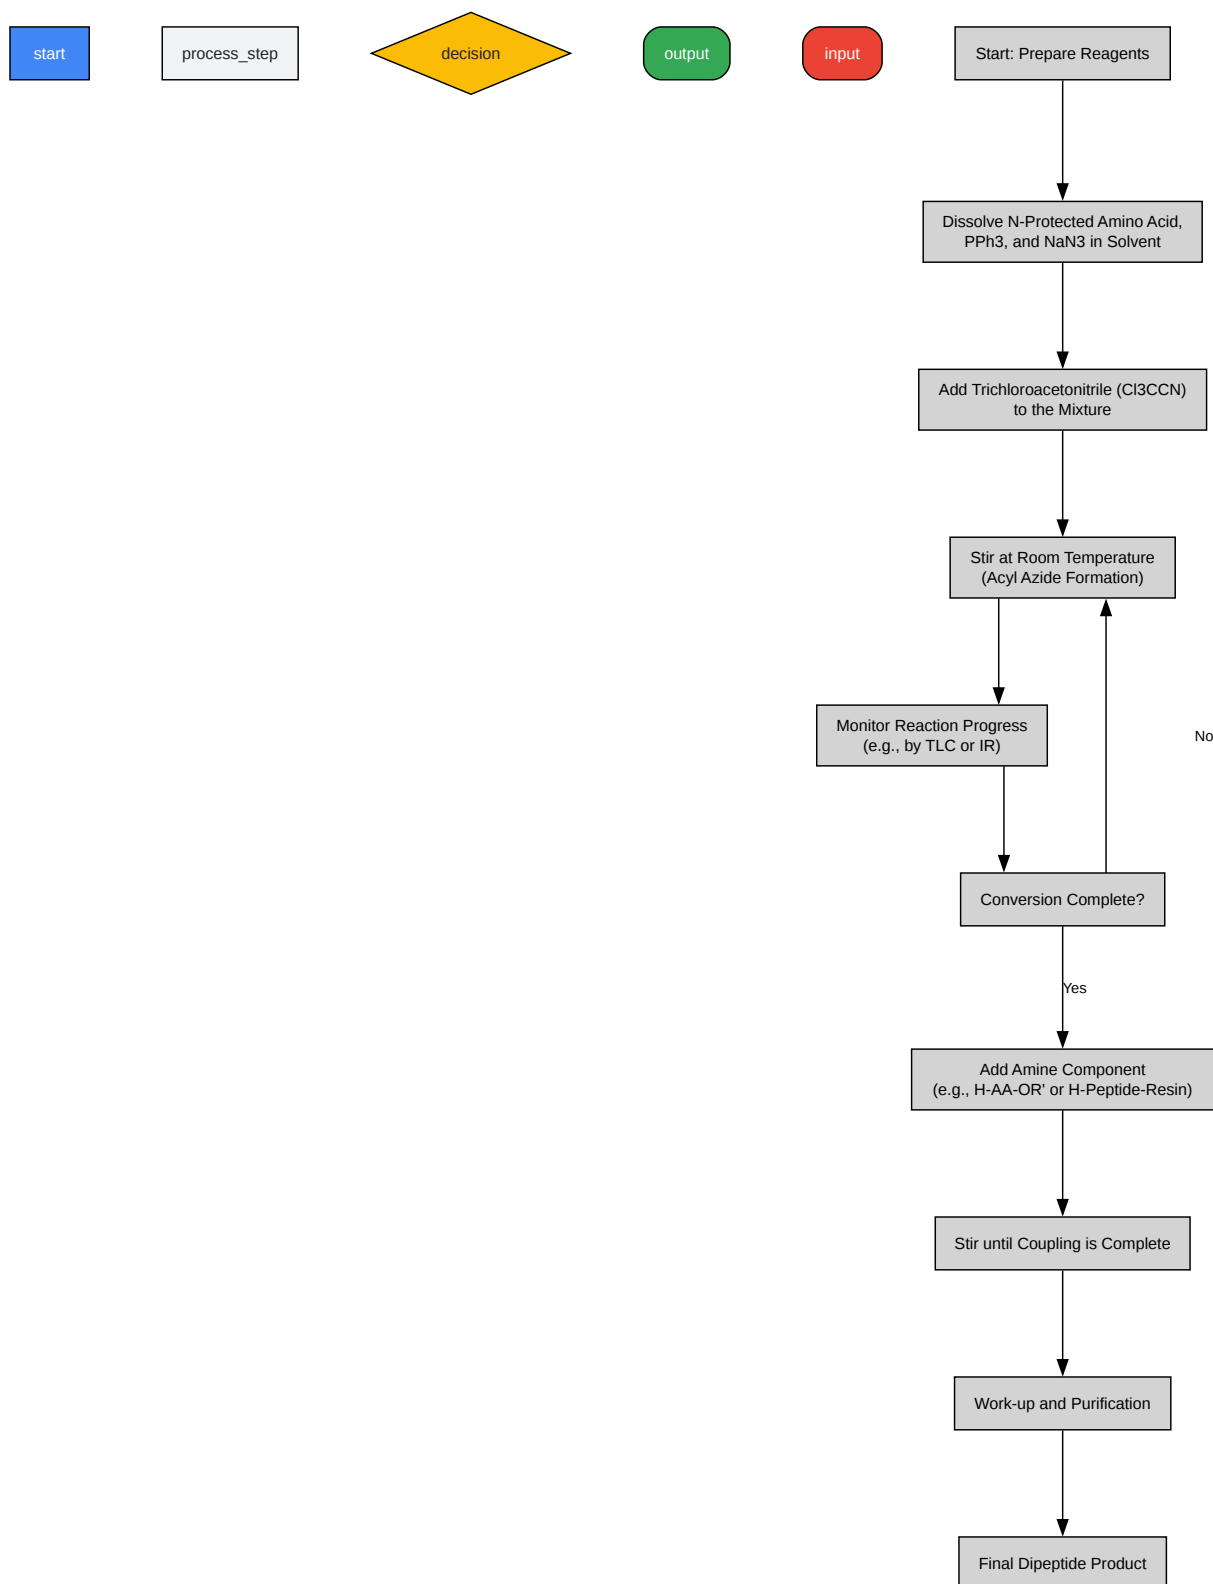 start
process_step
decision
output
input
Start: Prepare Reagents
Dissolve N-Protected Amino Acid,
PPh3, and NaN3 in Solvent
Add Trichloroacetonitrile (Cl3CCN)
to the Mixture
Stir at Room Temperature
(Acyl Azide Formation)
Monitor Reaction Progress
(e.g., by TLC or IR)
No
Conversion Complete?
Yes
Add Amine Component
(e.g., H-AA-OR' or H-Peptide-Resin)
Stir until Coupling is Complete
Work-up and Purification
Final Dipeptide Product